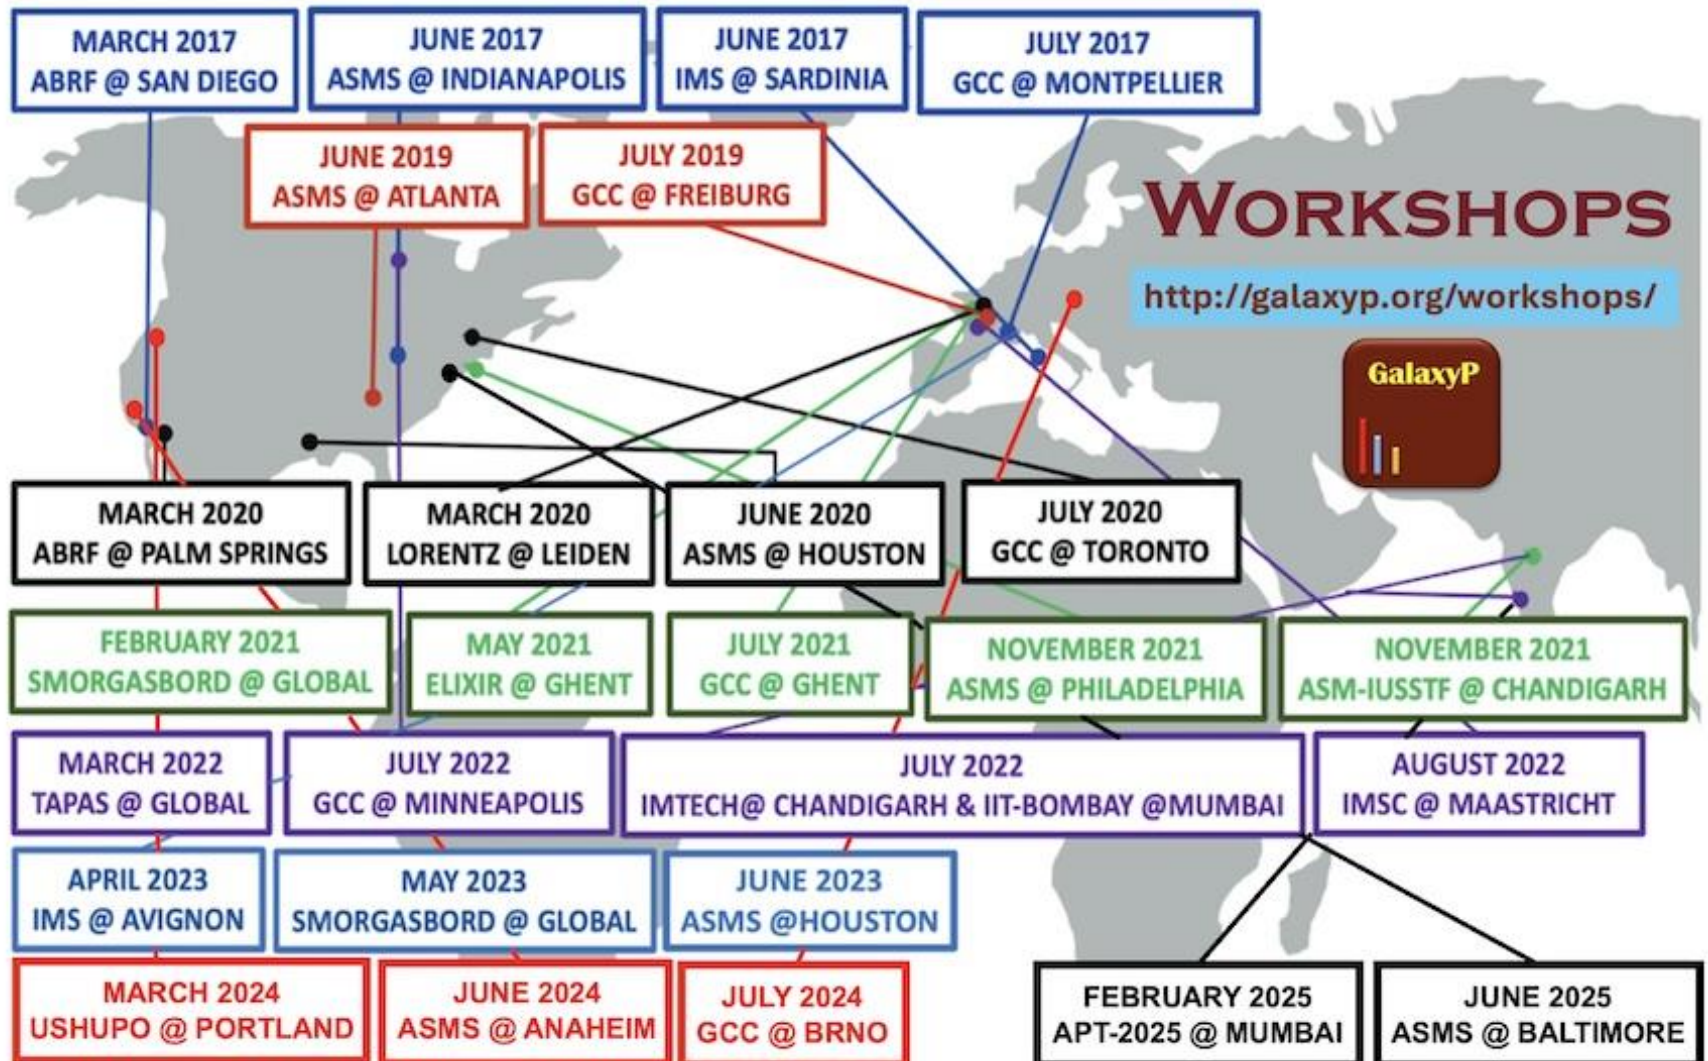 MARCH 2017
ABRF @ SAN DIEGO
JUNE 2017
ASMS @ INDIANAPOLIS
JUNE 2017
IMS @ SARDINIA
JULY 2017
GCC @ MONTPELLIER
JUNE 2019
ASMS @ ATLANTA
JULY 2019
GCC @ FREIBURG
WORKSHOPS
http://galaxyp.org/workshops/
GalaxyP
MARCH 2020
ABRF @ PALM SPRINGS
MARCH 2020
LORENTZ @ LEIDEN
JUNE 2020
ASMS @ HOUSTON
JULY 2020
GCC @ TORONTO
FEBRUARY 2021
SMORGASBORD @ GLOBAL
MAY 2021
ELIXIR @ GHENT
JULY 2021
GCC @ GHENT
NOVEMBER 2021
ASMS @ PHILADELPHIA
NOVEMBER 2021
ASM-IUSSTF @ CHANDIGARH
MARCH 2022
TAPAS @ GLOBAL
JULY 2022
GCC @ MINNEAPOLIS
JULY 2022
IMTECH@ CHANDIGARH & IIT-BOMBAY @MUMBAI
AUGUST 2022
IMSC @ MAASTRICHT
APRIL 2023
IMS @ AVIGNON
MAY 2023
SMORGASBORD @ GLOBAL
JUNE 2023
ASMS @HOUSTON
MARCH 2024
USHUPO @ PORTLAND
JUNE 2024
ASMS @ ANAHEIM
JULY 2024
GCC @ BRNO
FEBRUARY 2025
APT-2025 @ MUMBAI
JUNE 2025
ASMS @ BALTIMORE